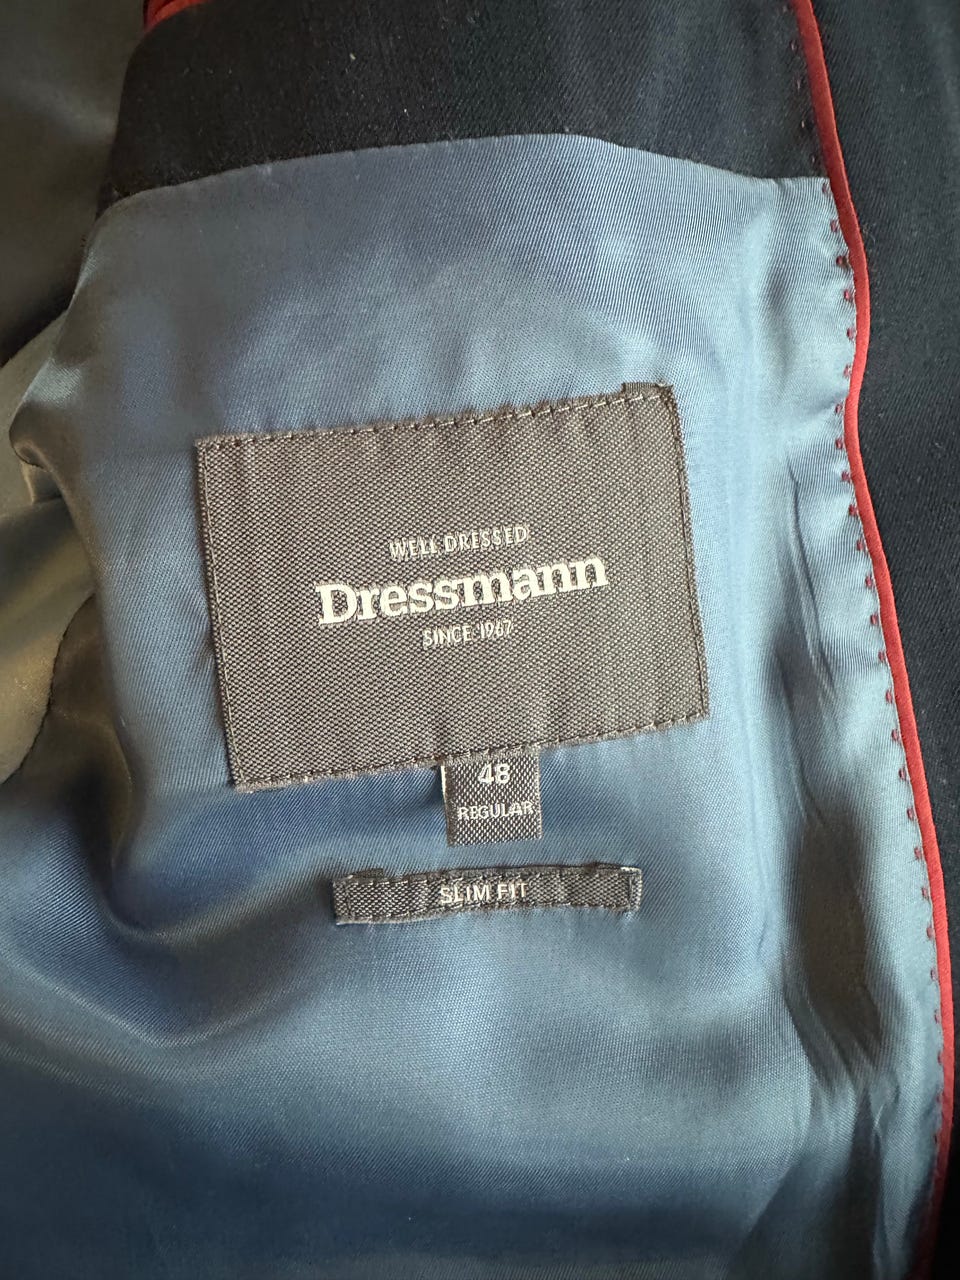 WELL DRESSED
Dressmann
SINCE 1967
48
REGULAR
SLIM FIT